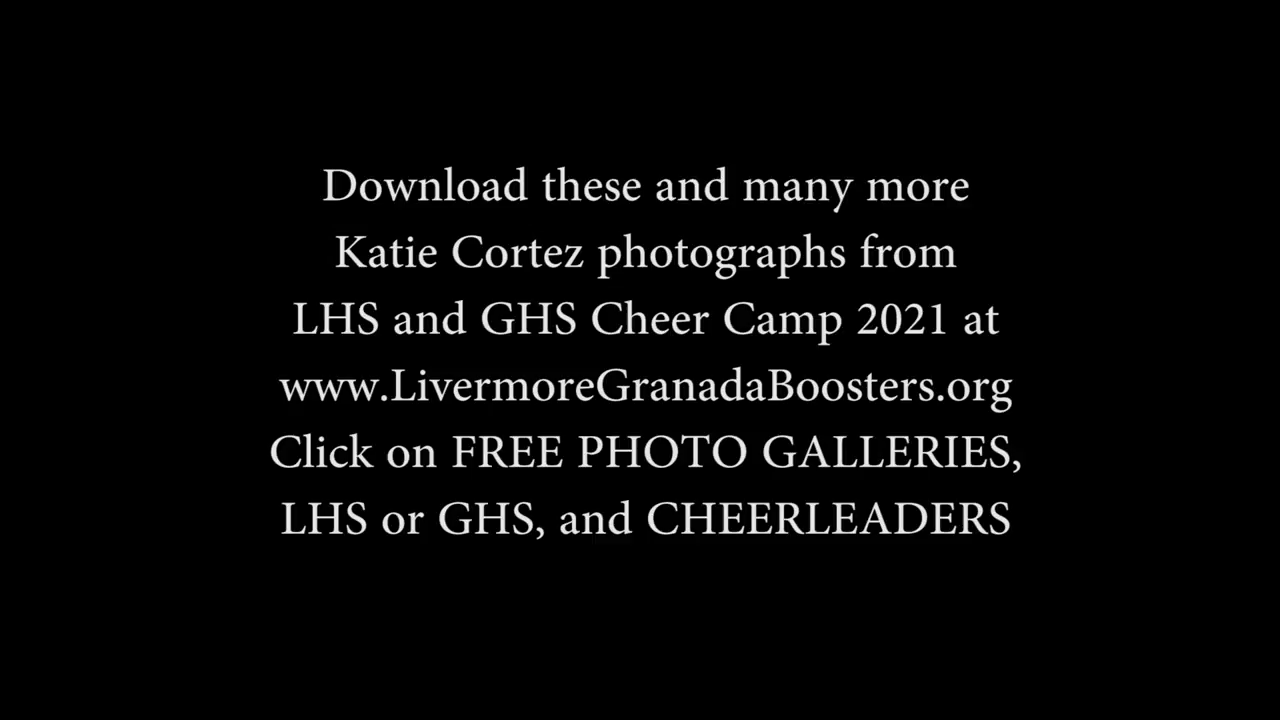 Download these and many more
Katie Cortez photographs from
LHS and GHS Cheer Camp 2021 at
www.LivermoreGranadaBoosters.org
Click on FREE PHOTO GALLERIES,
LHS or GHS, and CHEERLEADERS